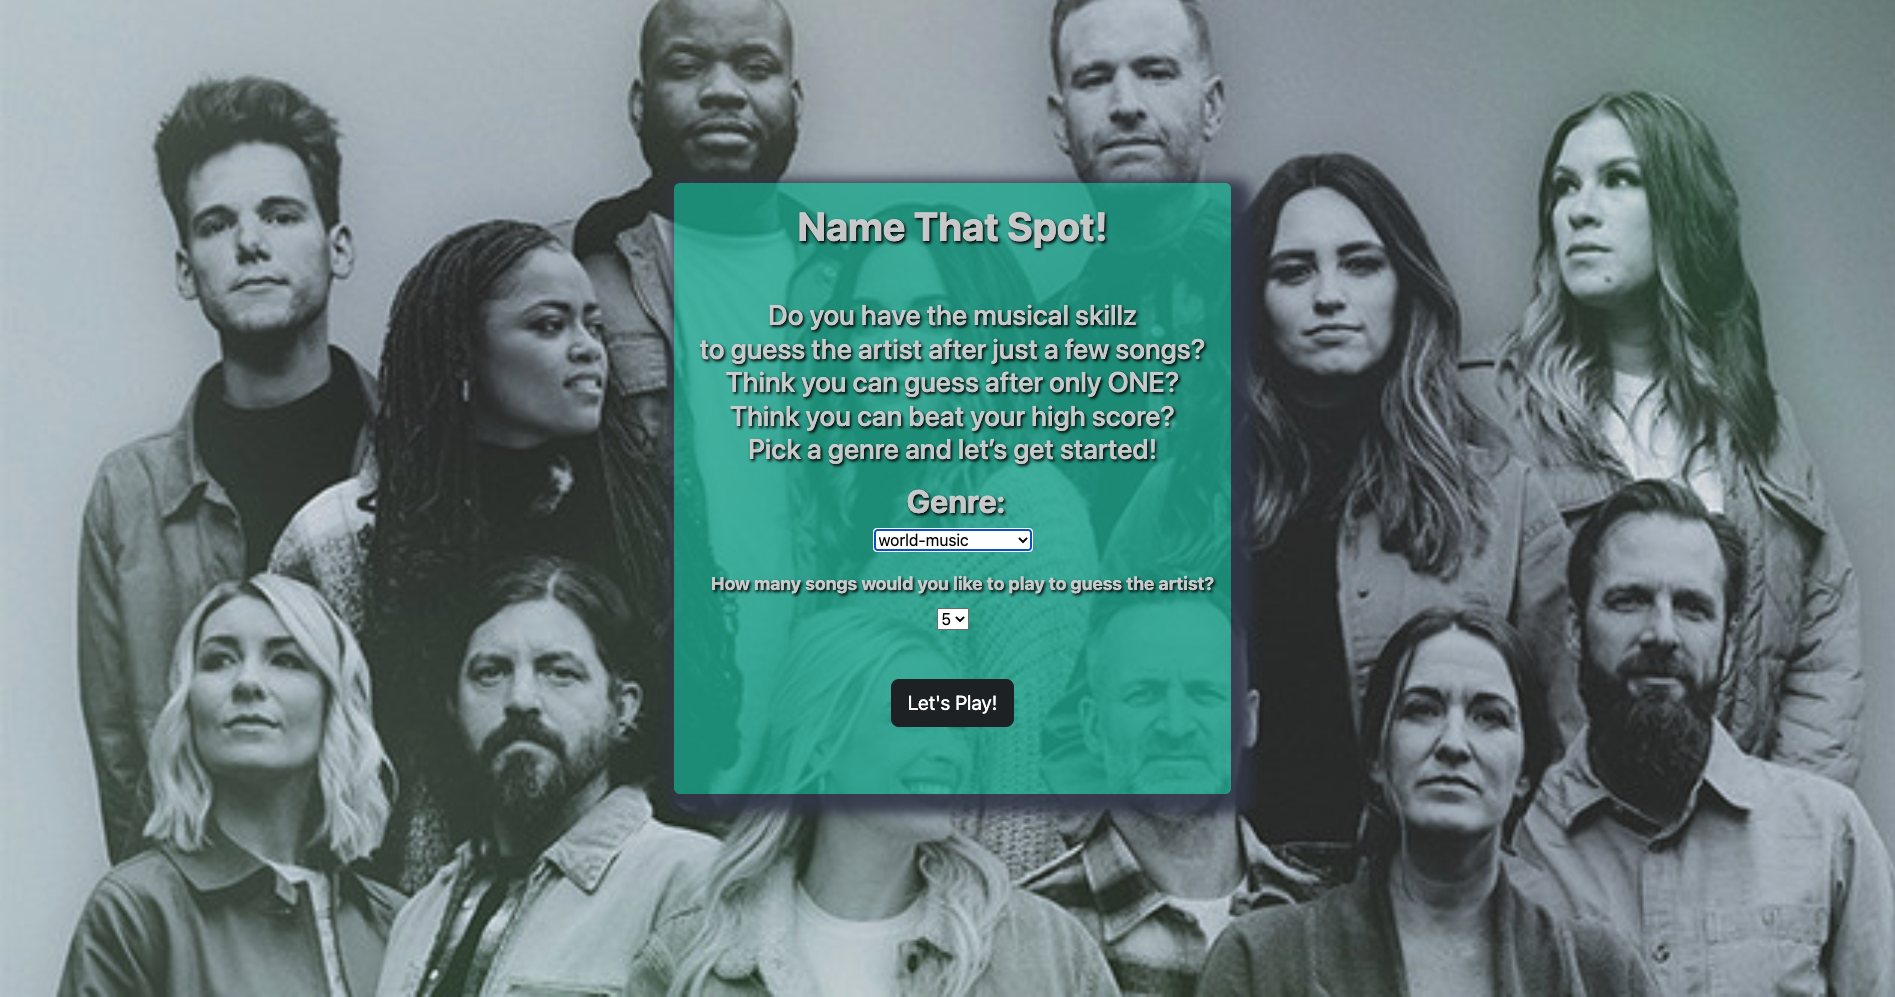 Name That Spot!
Do you have the musical skillz
to guess the artist after just a few songs?
Think you can guess after only ONE?
Think you can beat your high score?
Pick a genre and let’s get started!
Genre:
world-music
How many songs would you like to play to guess the artist?
5
Let's Play!